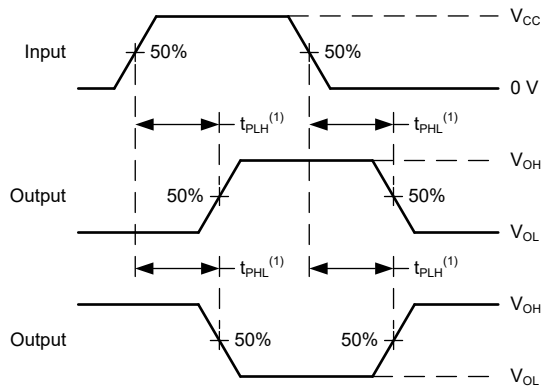 V_CC
Input
50%
50%
0 V
t_PLH^(1)
t_PHL^(1)
V_OH
Output
50%
50%
V_OL
t_PHL^(1)
t_PLH^(1)
V_OH
Output
50%
50%
V_OL